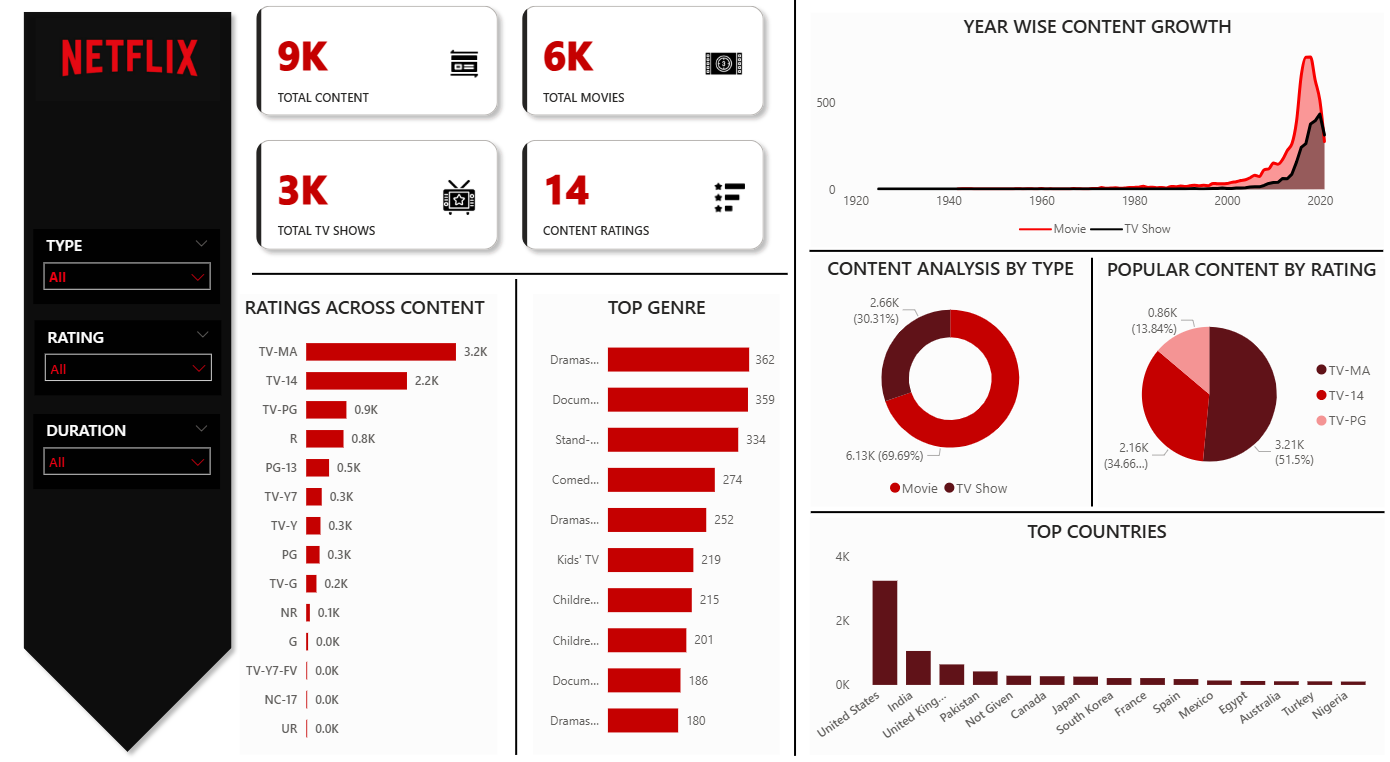 NETFLIX
TYPE
All
RATING
All
DURATION
All
9K
TOTAL CONTENT
6K
TOTAL MOVIES
3K
TOTAL TV SHOWS
14
CONTENT RATINGS
RATINGS ACROSS CONTENT
TV-MA 3.2K
TV-14 2.2K
TV-PG 0.9K
R 0.8K
PG-13 0.5K
TV-Y7 0.3K
TV-Y 0.3K
PG 0.3K
TV-G 0.2K
NR 0.1K
G 0.0K
TV-Y7-FV 0.0K
NC-17 0.0K
UR 0.0K
TOP GENRE
Dramas... 362
Docum... 359
Stand-... 334
Comed... 274
Dramas... 252
Kids' TV 219
Childre... 215
Childre... 201
Docum... 186
Dramas... 180
YEAR WISE CONTENT GROWTH
500
0
1920 1940 1960 1980 2000 2020
Movie TV Show
CONTENT ANALYSIS BY TYPE
2.66K
(30.31%)
6.13K (69.69%)
Movie TV Show
POPULAR CONTENT BY RATING
0.86K
(13.84%)
2.16K
(34.66...)
3.21K
(51.5%)
TV-MA
TV-14
TV-PG
TOP COUNTRIES
4K
2K
0K
United States
India
United King...
Pakistan
Not Given
Canada
Japan
South Korea
France
Spain
Mexico
Egypt
Australia
Turkey
Nigeria